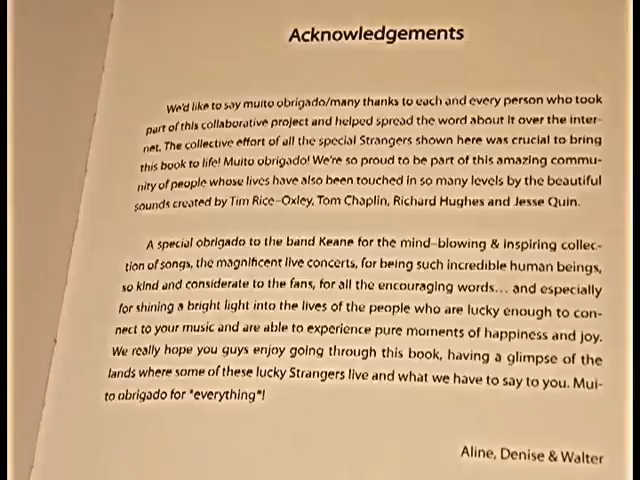 Acknowledgements
We'd like to say muito obrigado/many thanks to each and every person who took
part of this collaborative project and helped spread the word about it over the inter-
net. The collective effort of all the special Strangers shown here was crucial to bring
this book to life! Muito obrigado! We're so proud to be part of this amazing commu-
nity of people whose lives have also been touched in so many levels by the beautiful
sounds created by Tim Rice-Oxley, Tom Chaplin, Richard Hughes and Jesse Quin.
A special obrigado to the band Keane for the mind-blowing & inspiring collec-
tion of songs, the magnificent live concerts, for being such incredible human beings,
so kind and considerate to the fans, for all the encouraging words... and especially
for shining a bright light into the lives of the people who are lucky enough to con-
nect to your music and are able to experience pure moments of happiness and joy.
We really hope you guys enjoy going through this book, having a glimpse of the
lands where some of these lucky Strangers live and what we have to say to you. Mui-
to obrigado for *everything*!
Aline, Denise & Walter